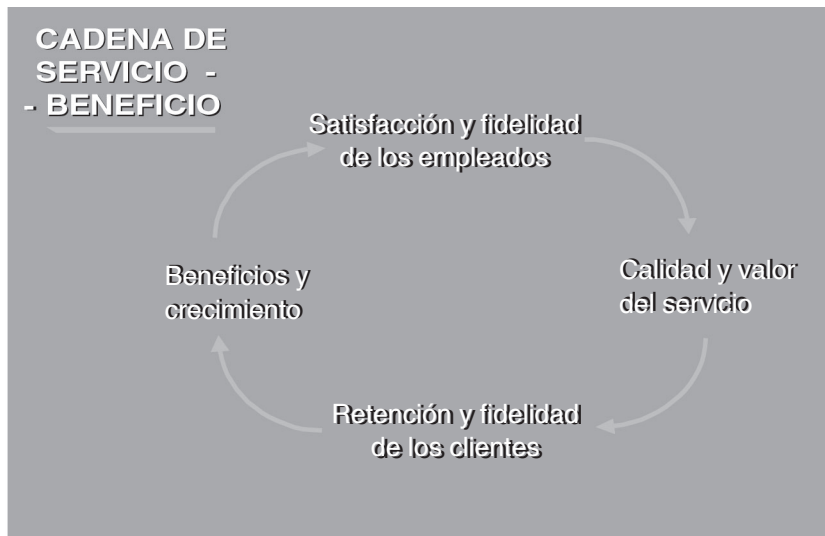 CADENA DE
SERVICIO -
- BENEFICIO
Satisfacción y fidelidad
de los empleados
Calidad y valor
del servicio
Beneficios y
crecimiento
Retención y fidelidad
de los clientes